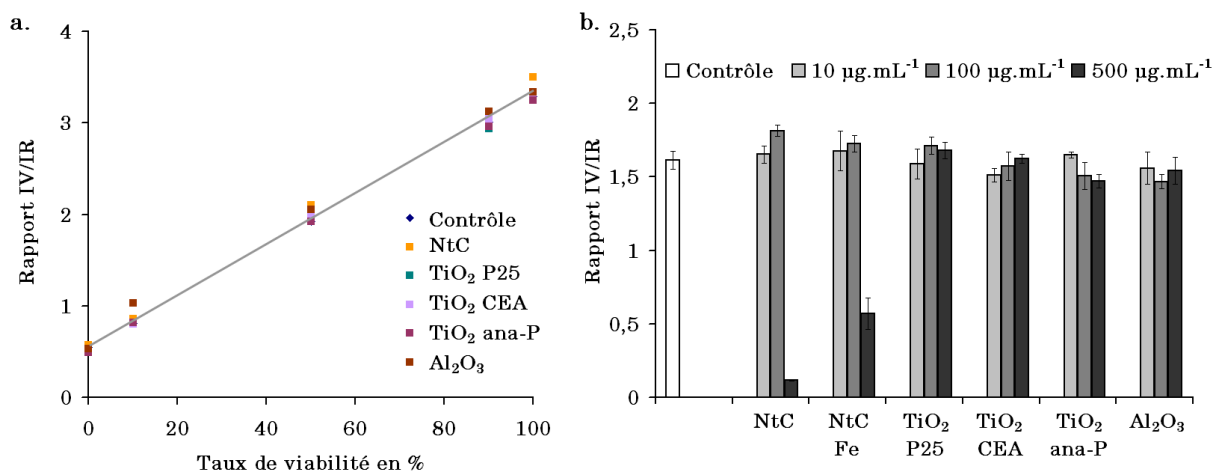 a.
Rapport IV/IR
4
3
2
1
0
0 20 40 60 80 100
Taux de viabilité en %
Contrôle
NtC
TiO₂ P25
TiO₂ CEA
TiO₂ ana-P
Al₂O₃
b.
Rapport IV/IR
2,5
2
1,5
1
0,5
0
Contrôle 10 µg.mL⁻¹ 100 µg.mL⁻¹ 500 µg.mL⁻¹
NtC
NtC Fe
TiO₂ P25
TiO₂ CEA
TiO₂ ana-P
Al₂O₃